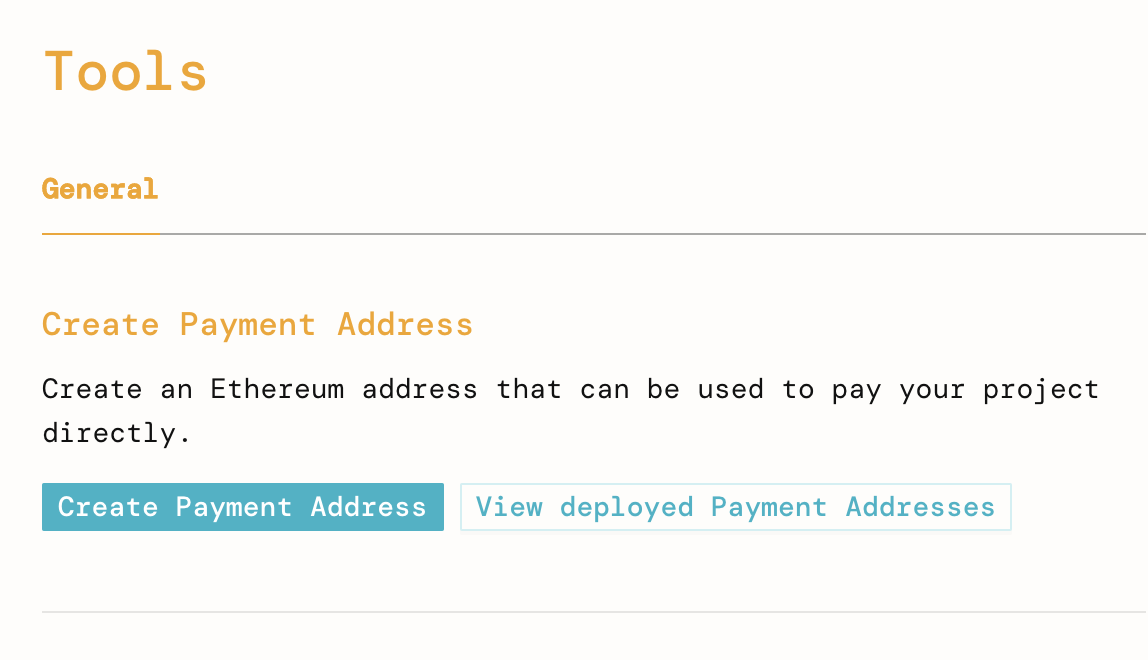 Tools
General
Create Payment Address
Create an Ethereum address that can be used to pay your project
directly.
Create Payment Address View deployed Payment Addresses